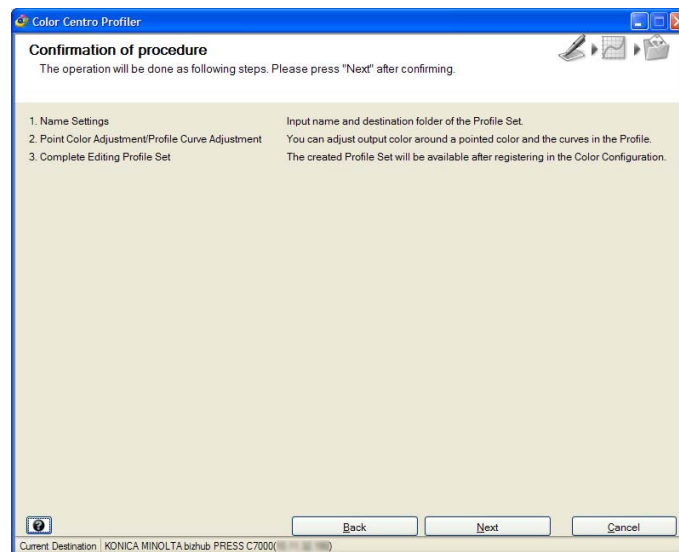 Color Centro Profiler
Confirmation of procedure
The operation will be done as following steps. Please press "Next" after confirming.
1. Name Settings Input name and destination folder of the Profile Set.
2. Point Color Adjustment/Profile Curve Adjustment You can adjust output color around a pointed color and the curves in the Profile.
3. Complete Editing Profile Set The created Profile Set will be available after registering in the Color Configuration.
Back Next Cancel
Current Destination KONICA MINOLTA bizhub PRESS C7000( )